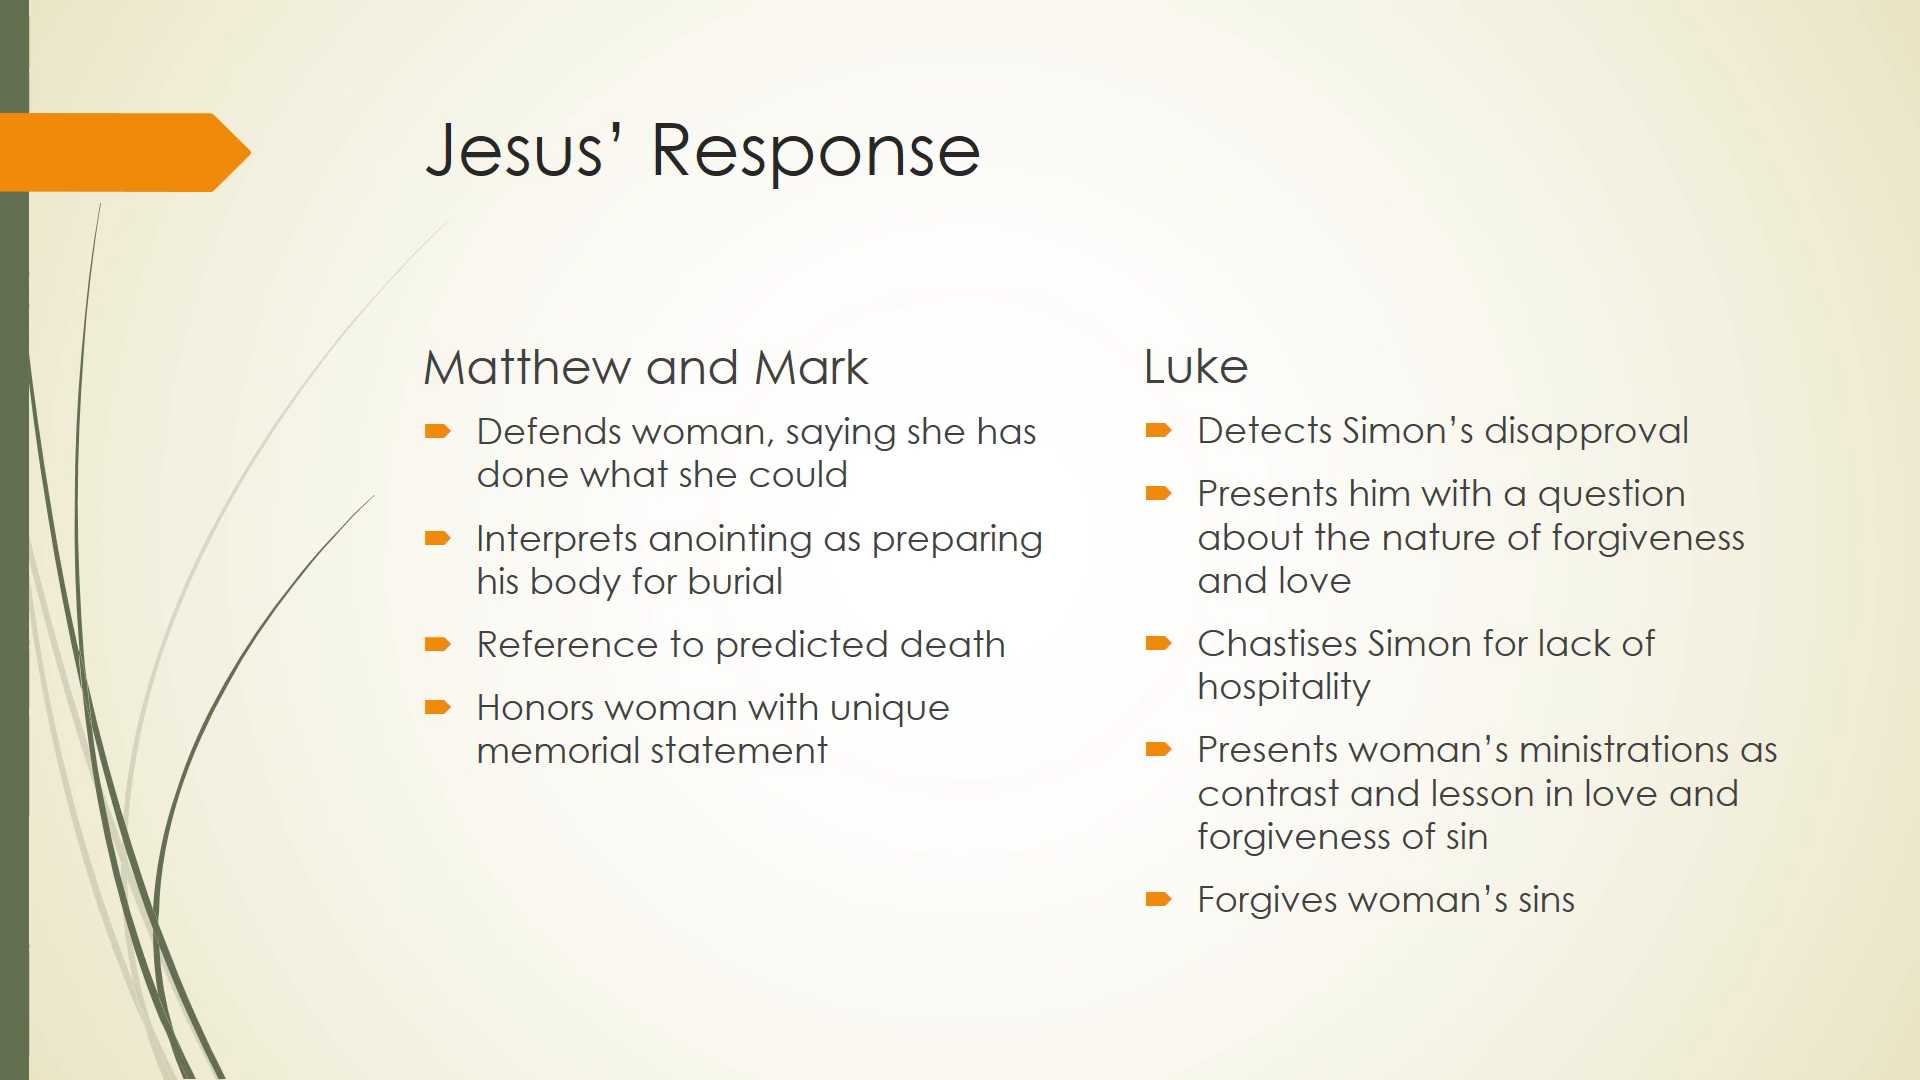 Jesus’ Response
Matthew and Mark
Defends woman, saying she has
done what she could
Interprets anointing as preparing
his body for burial
Reference to predicted death
Honors woman with unique
memorial statement
Luke
Detects Simon’s disapproval
Presents him with a question
about the nature of forgiveness
and love
Chastises Simon for lack of
hospitality
Presents woman’s ministrations as
contrast and lesson in love and
forgiveness of sin
Forgives woman’s sins